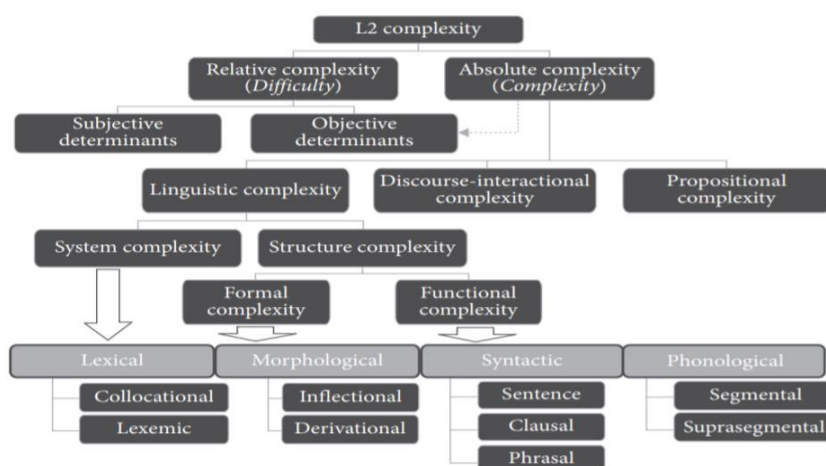 L2 complexity
Relative complexity
(Difficulty)
Absolute complexity
(Complexity)
Subjective
determinants
Objective
determinants
Linguistic complexity
Discourse-interactional
complexity
Propositional
complexity
System complexity
Structure complexity
Formal
complexity
Functional
complexity
Lexical
Morphological
Syntactic
Phonological
Collocational
Lexemic
Inflectional
Derivational
Sentence
Clausal
Phrasal
Segmental
Suprasegmental